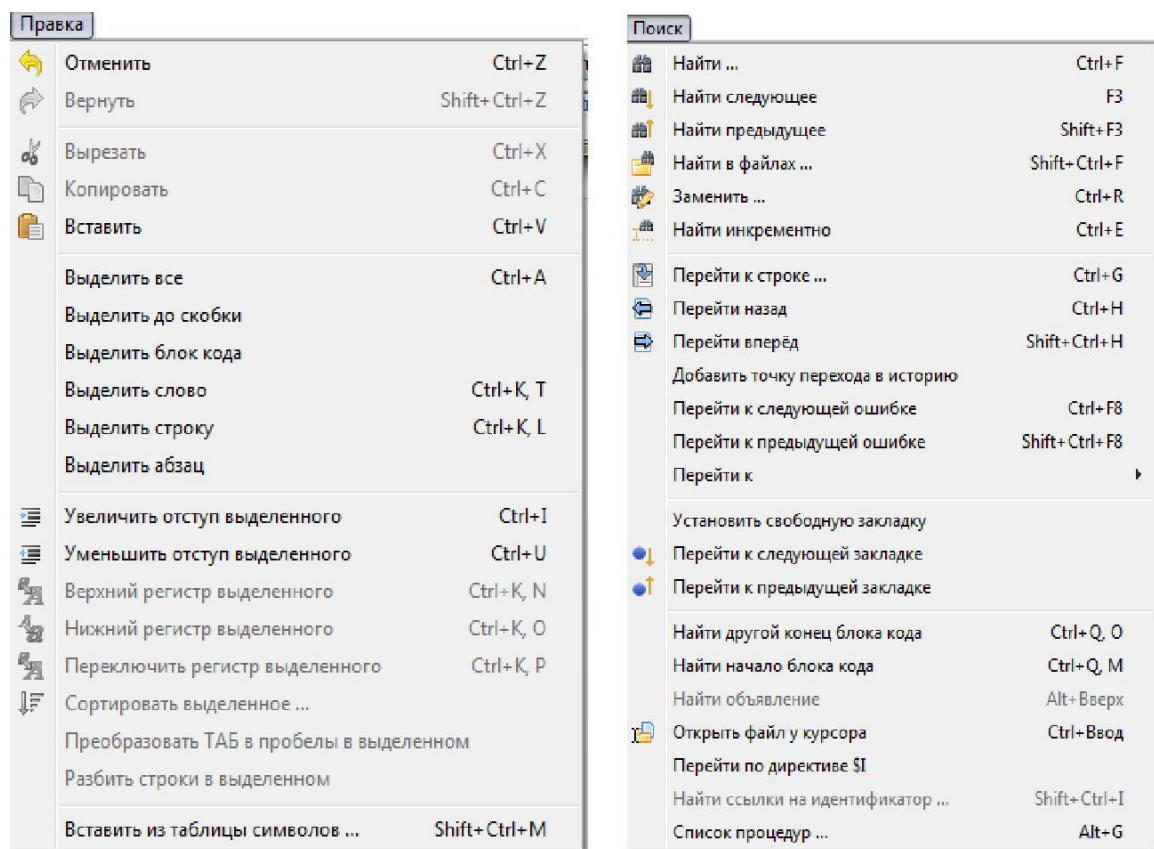 Правка
Отменить Ctrl+Z
Вернуть Shift+Ctrl+Z
Вырезать Ctrl+X
Копировать Ctrl+C
Вставить Ctrl+V
Выделить все Ctrl+A
Выделить до скобки
Выделить блок кода
Выделить слово Ctrl+K, T
Выделить строку Ctrl+K, L
Выделить абзац
Увеличить отступ выделенного Ctrl+I
Уменьшить отступ выделенного Ctrl+U
Верхний регистр выделенного Ctrl+K, N
Нижний регистр выделенного Ctrl+K, O
Переключить регистр выделенного Ctrl+K, P
Сортировать выделенное ...
Преобразовать ТАБ в пробелы в выделенном
Разбить строки в выделенном
Вставить из таблицы символов ... Shift+Ctrl+M
Поиск
Найти ... Ctrl+F
Найти следующее F3
Найти предыдущее Shift+F3
Найти в файлах ... Shift+Ctrl+F
Заменить ... Ctrl+R
Найти инкрементно Ctrl+E
Перейти к строке ... Ctrl+G
Перейти назад Ctrl+H
Перейти вперёд Shift+Ctrl+H
Добавить точку перехода в историю
Перейти к следующей ошибке Ctrl+F8
Перейти к предыдущей ошибке Shift+Ctrl+F8
Перейти к
Установить свободную закладку
Перейти к следующей закладке
Перейти к предыдущей закладке
Найти другой конец блока кода Ctrl+Q, O
Найти начало блока кода Ctrl+Q, M
Найти объявление Alt+Вверх
Открыть файл у курсора Ctrl+Ввод
Перейти по директиве $I
Найти ссылки на идентификатор ... Shift+Ctrl+I
Список процедур ... Alt+G